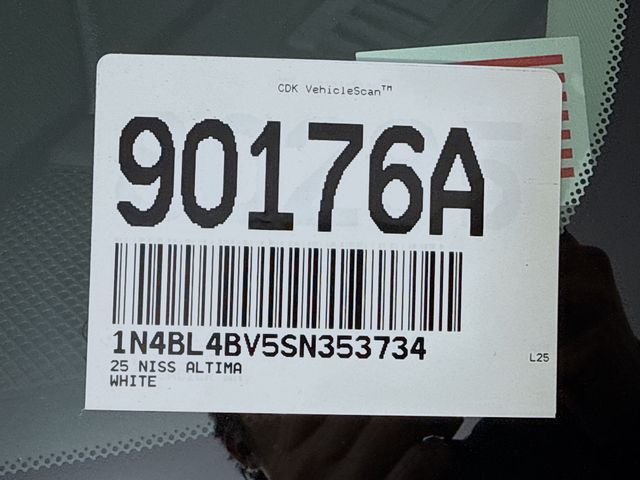 CDK VehicleScan™
90176A
1N4BL4BV5SN353734
25 NISS ALTIMA
WHITE
L25